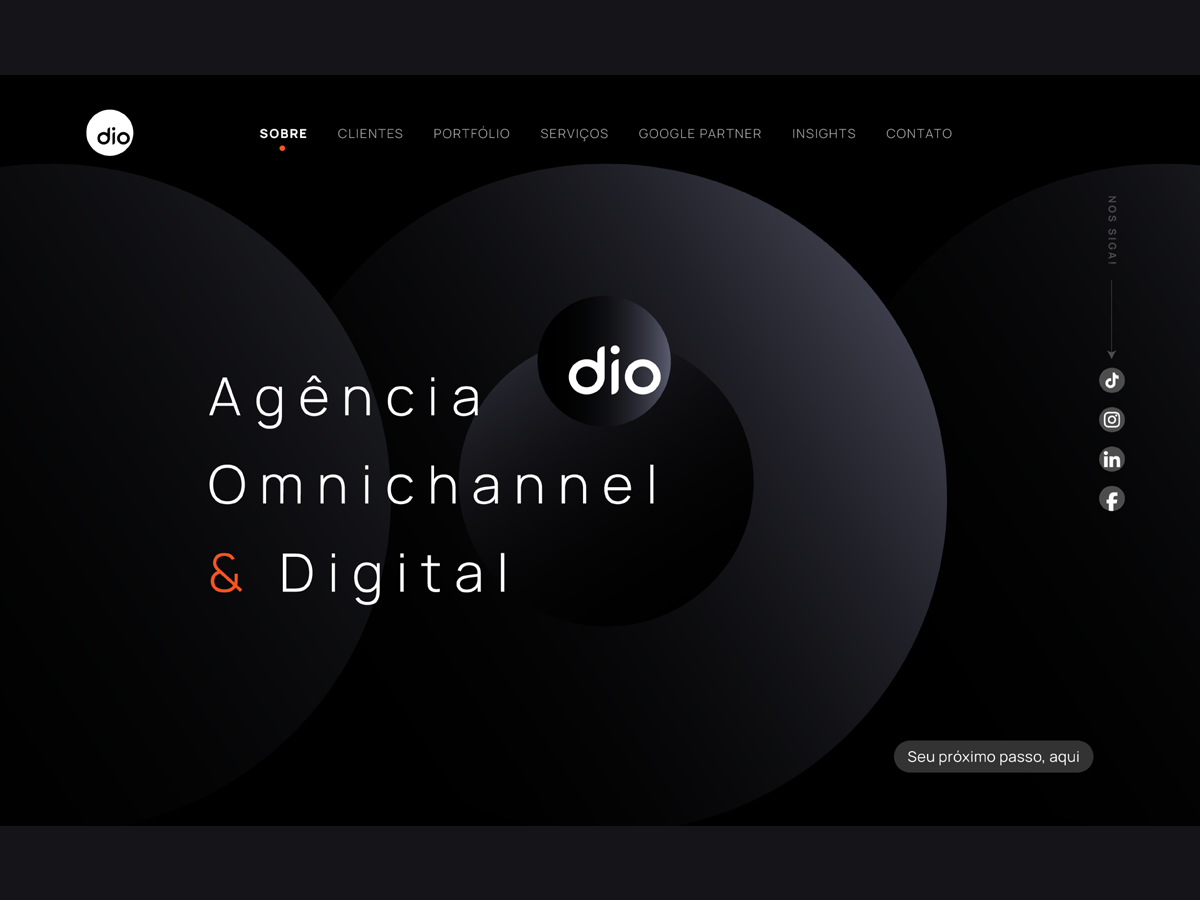 dio
SOBRE CLIENTES PORTFÓLIO SERVIÇOS GOOGLE PARTNER INSIGHTS CONTATO
NOS SIGA!
dio
Agência
Omnichannel
& Digital
in
f
Seu próximo passo, aqui